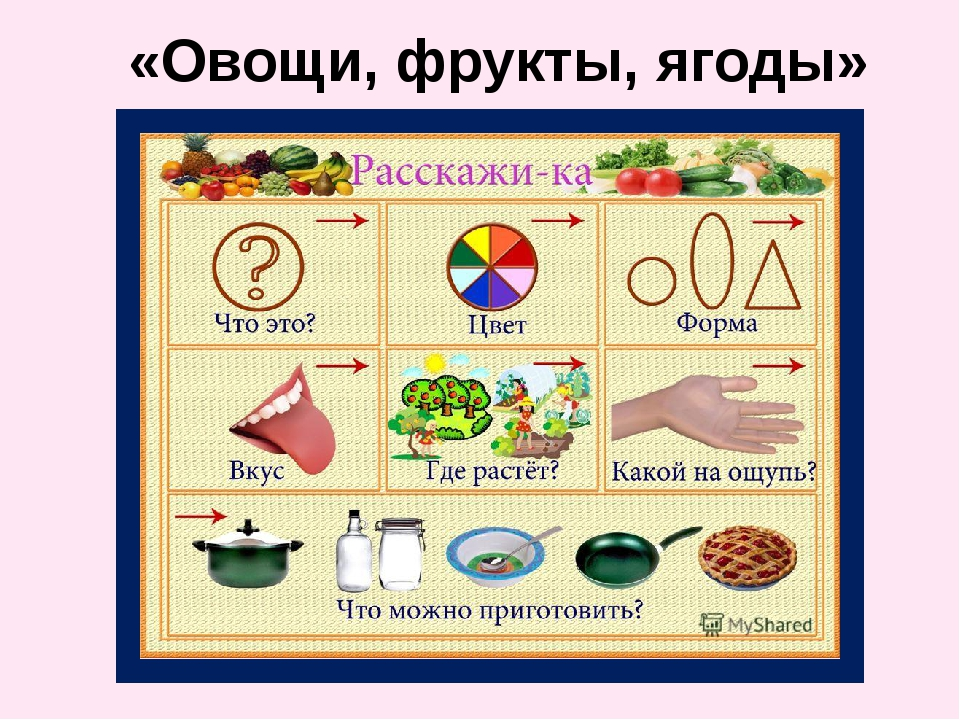 «Овощи, фрукты, ягоды»
Расскажи-ка
?
Что это?
Цвет
Форма
Вкус
Где растёт?
Какой на ощупь?
Что можно приготовить?
MyShared